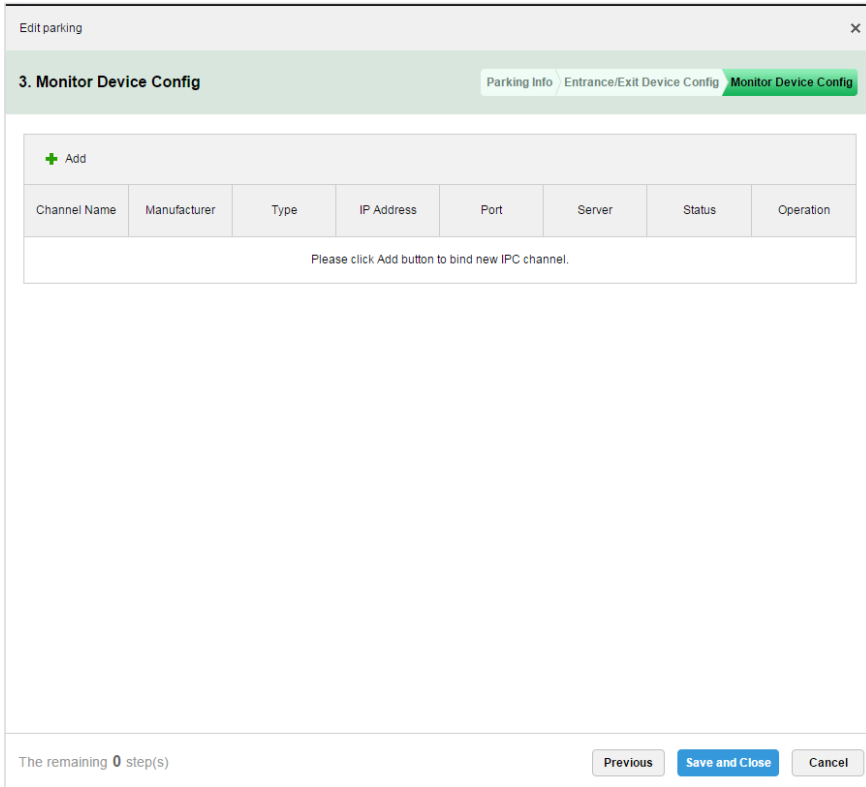 Edit parking
3. Monitor Device Config
Parking Info Entrance/Exit Device Config Monitor Device Config
Add
Channel Name Manufacturer Type IP Address Port Server Status Operation
Please click Add button to bind new IPC channel.
The remaining 0 step(s)
Previous Save and Close Cancel